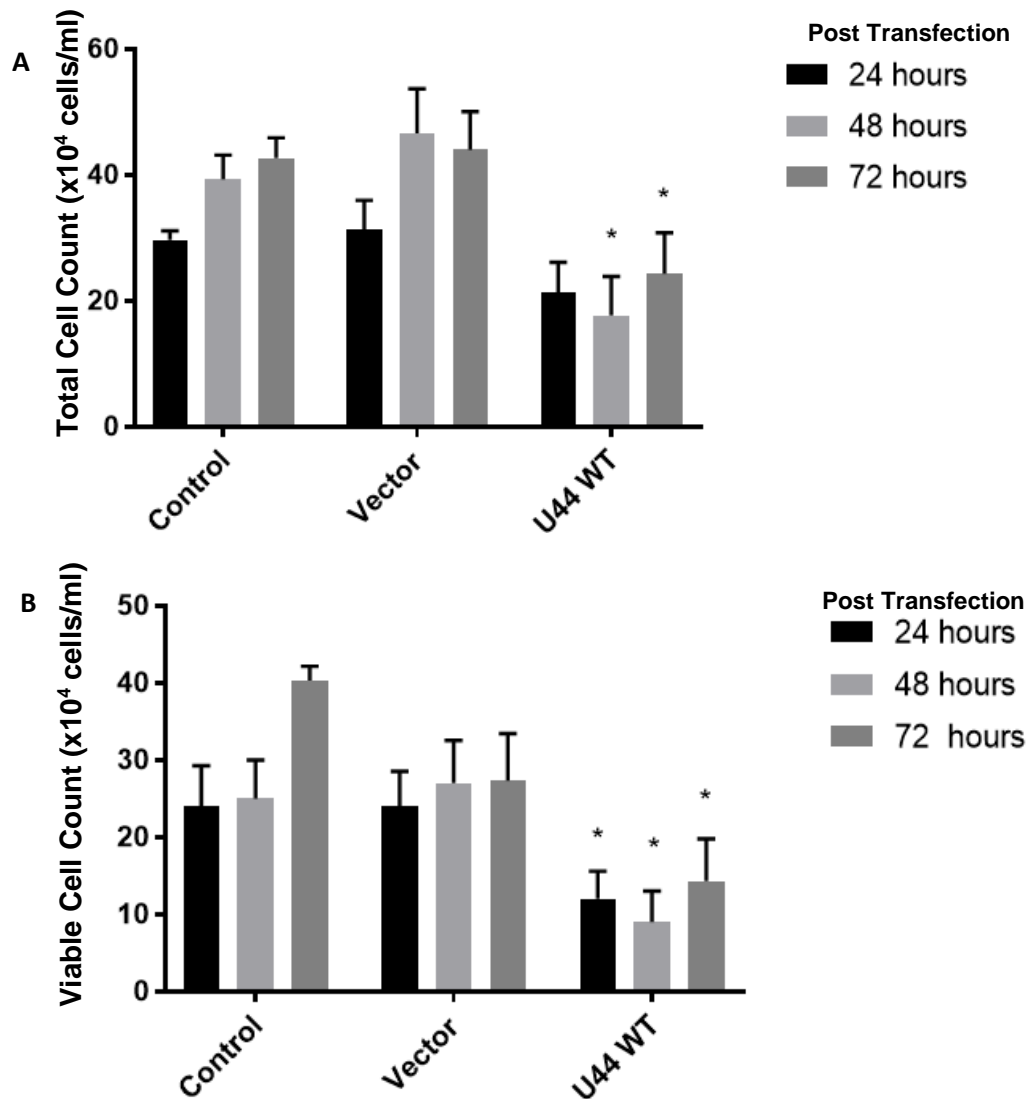 A
Total Cell Count (x10⁴ cells/ml)
60
40
20
0
Control
Vector
U44 WT
*
*
Post Transfection
24 hours
48 hours
72 hours
B
Viable Cell Count (x10⁴ cells/ml)
50
40
30
20
10
0
Control
Vector
U44 WT
*
*
*
Post Transfection
24 hours
48 hours
72 hours